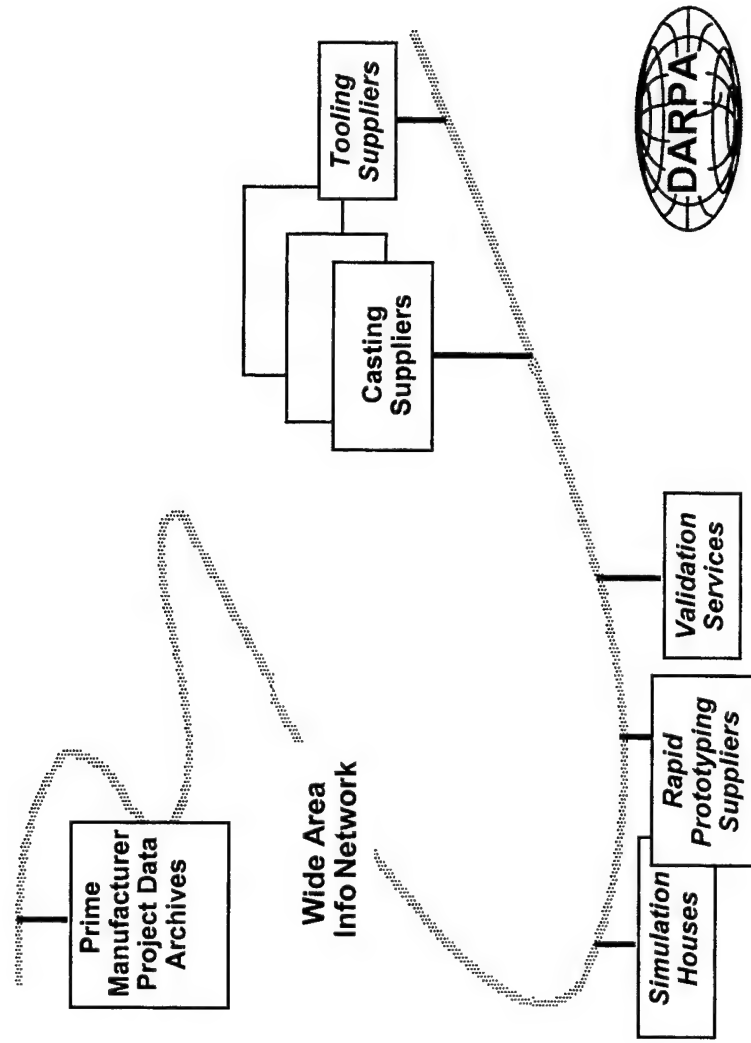 Prime
Manufacturer
Project Data
Archives
Wide Area
Info Network
Casting
Suppliers
Tooling
Suppliers
Simulation
Houses
Rapid
Prototyping
Suppliers
Validation
Services
DARPA